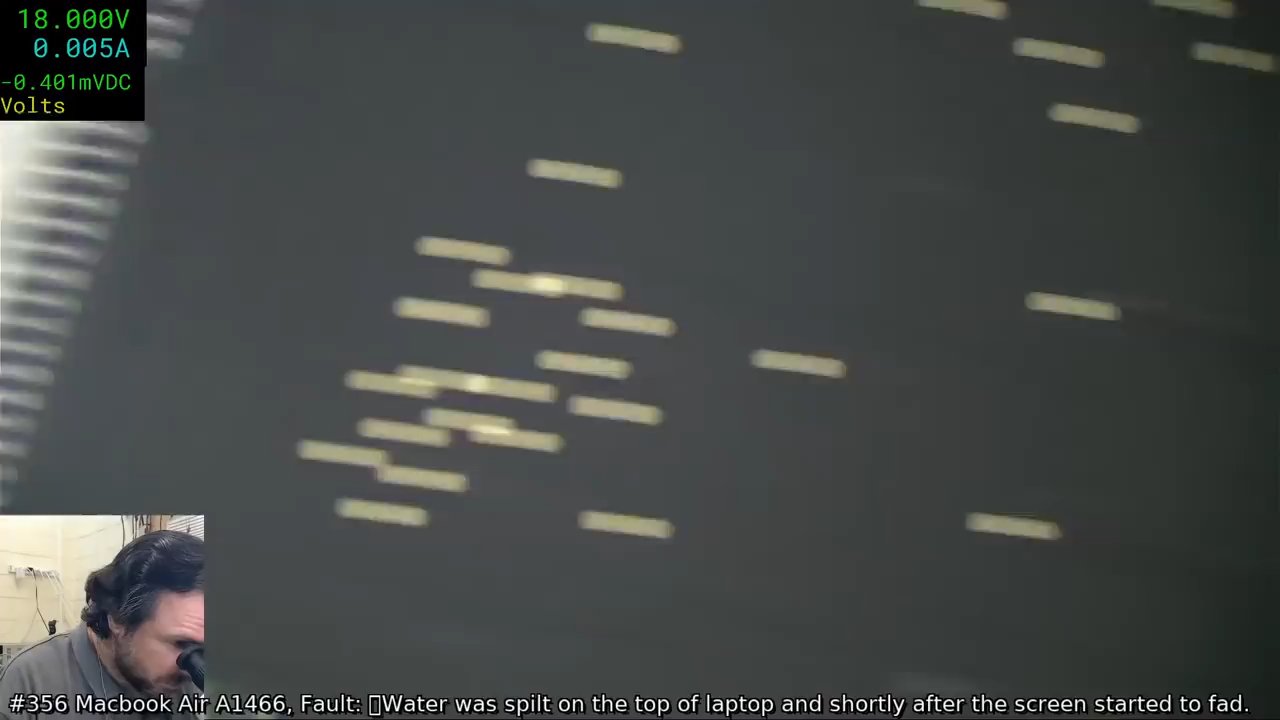 18.000V
0.005A
-0.401mVDC
Volts
#356 Macbook Air A1466, Fault: ▯Water was spilt on the top of laptop and shortly after the screen started to fad.